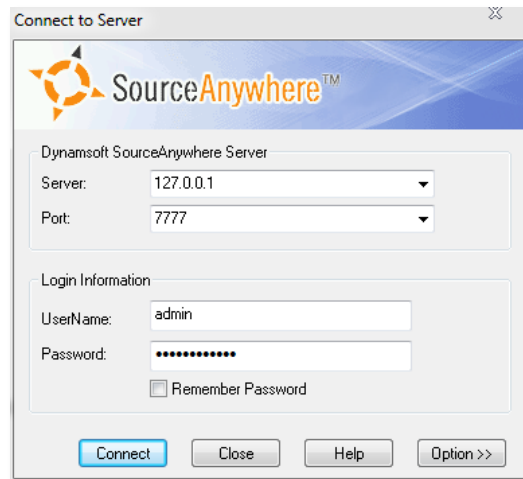 Connect to Server
SourceAnywhere™
Dynamsoft SourceAnywhere Server
Server: 127.0.0.1
Port: 7777
Login Information
UserName: admin
Password: ••••••••••••
Remember Password
Connect Close Help Option >>